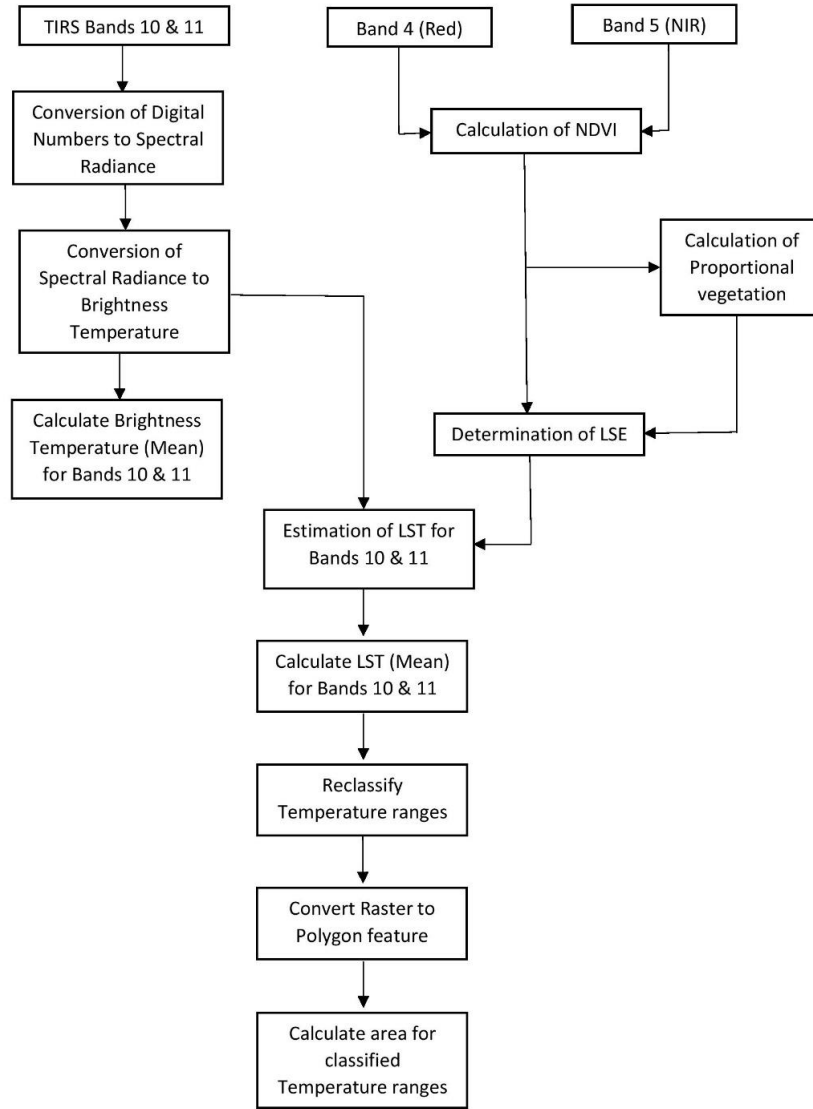 TIRS Bands 10 & 11
Band 4 (Red)
Band 5 (NIR)
Conversion of Digital
Numbers to Spectral
Radiance
Calculation of NDVI
Conversion of
Spectral Radiance to
Brightness
Temperature
Calculation of
Proportional
vegetation
Calculate Brightness
Temperature (Mean)
for Bands 10 & 11
Determination of LSE
Estimation of LST for
Bands 10 & 11
Calculate LST (Mean)
for Bands 10 & 11
Reclassify
Temperature ranges
Convert Raster to
Polygon feature
Calculate area for
classified
Temperature ranges